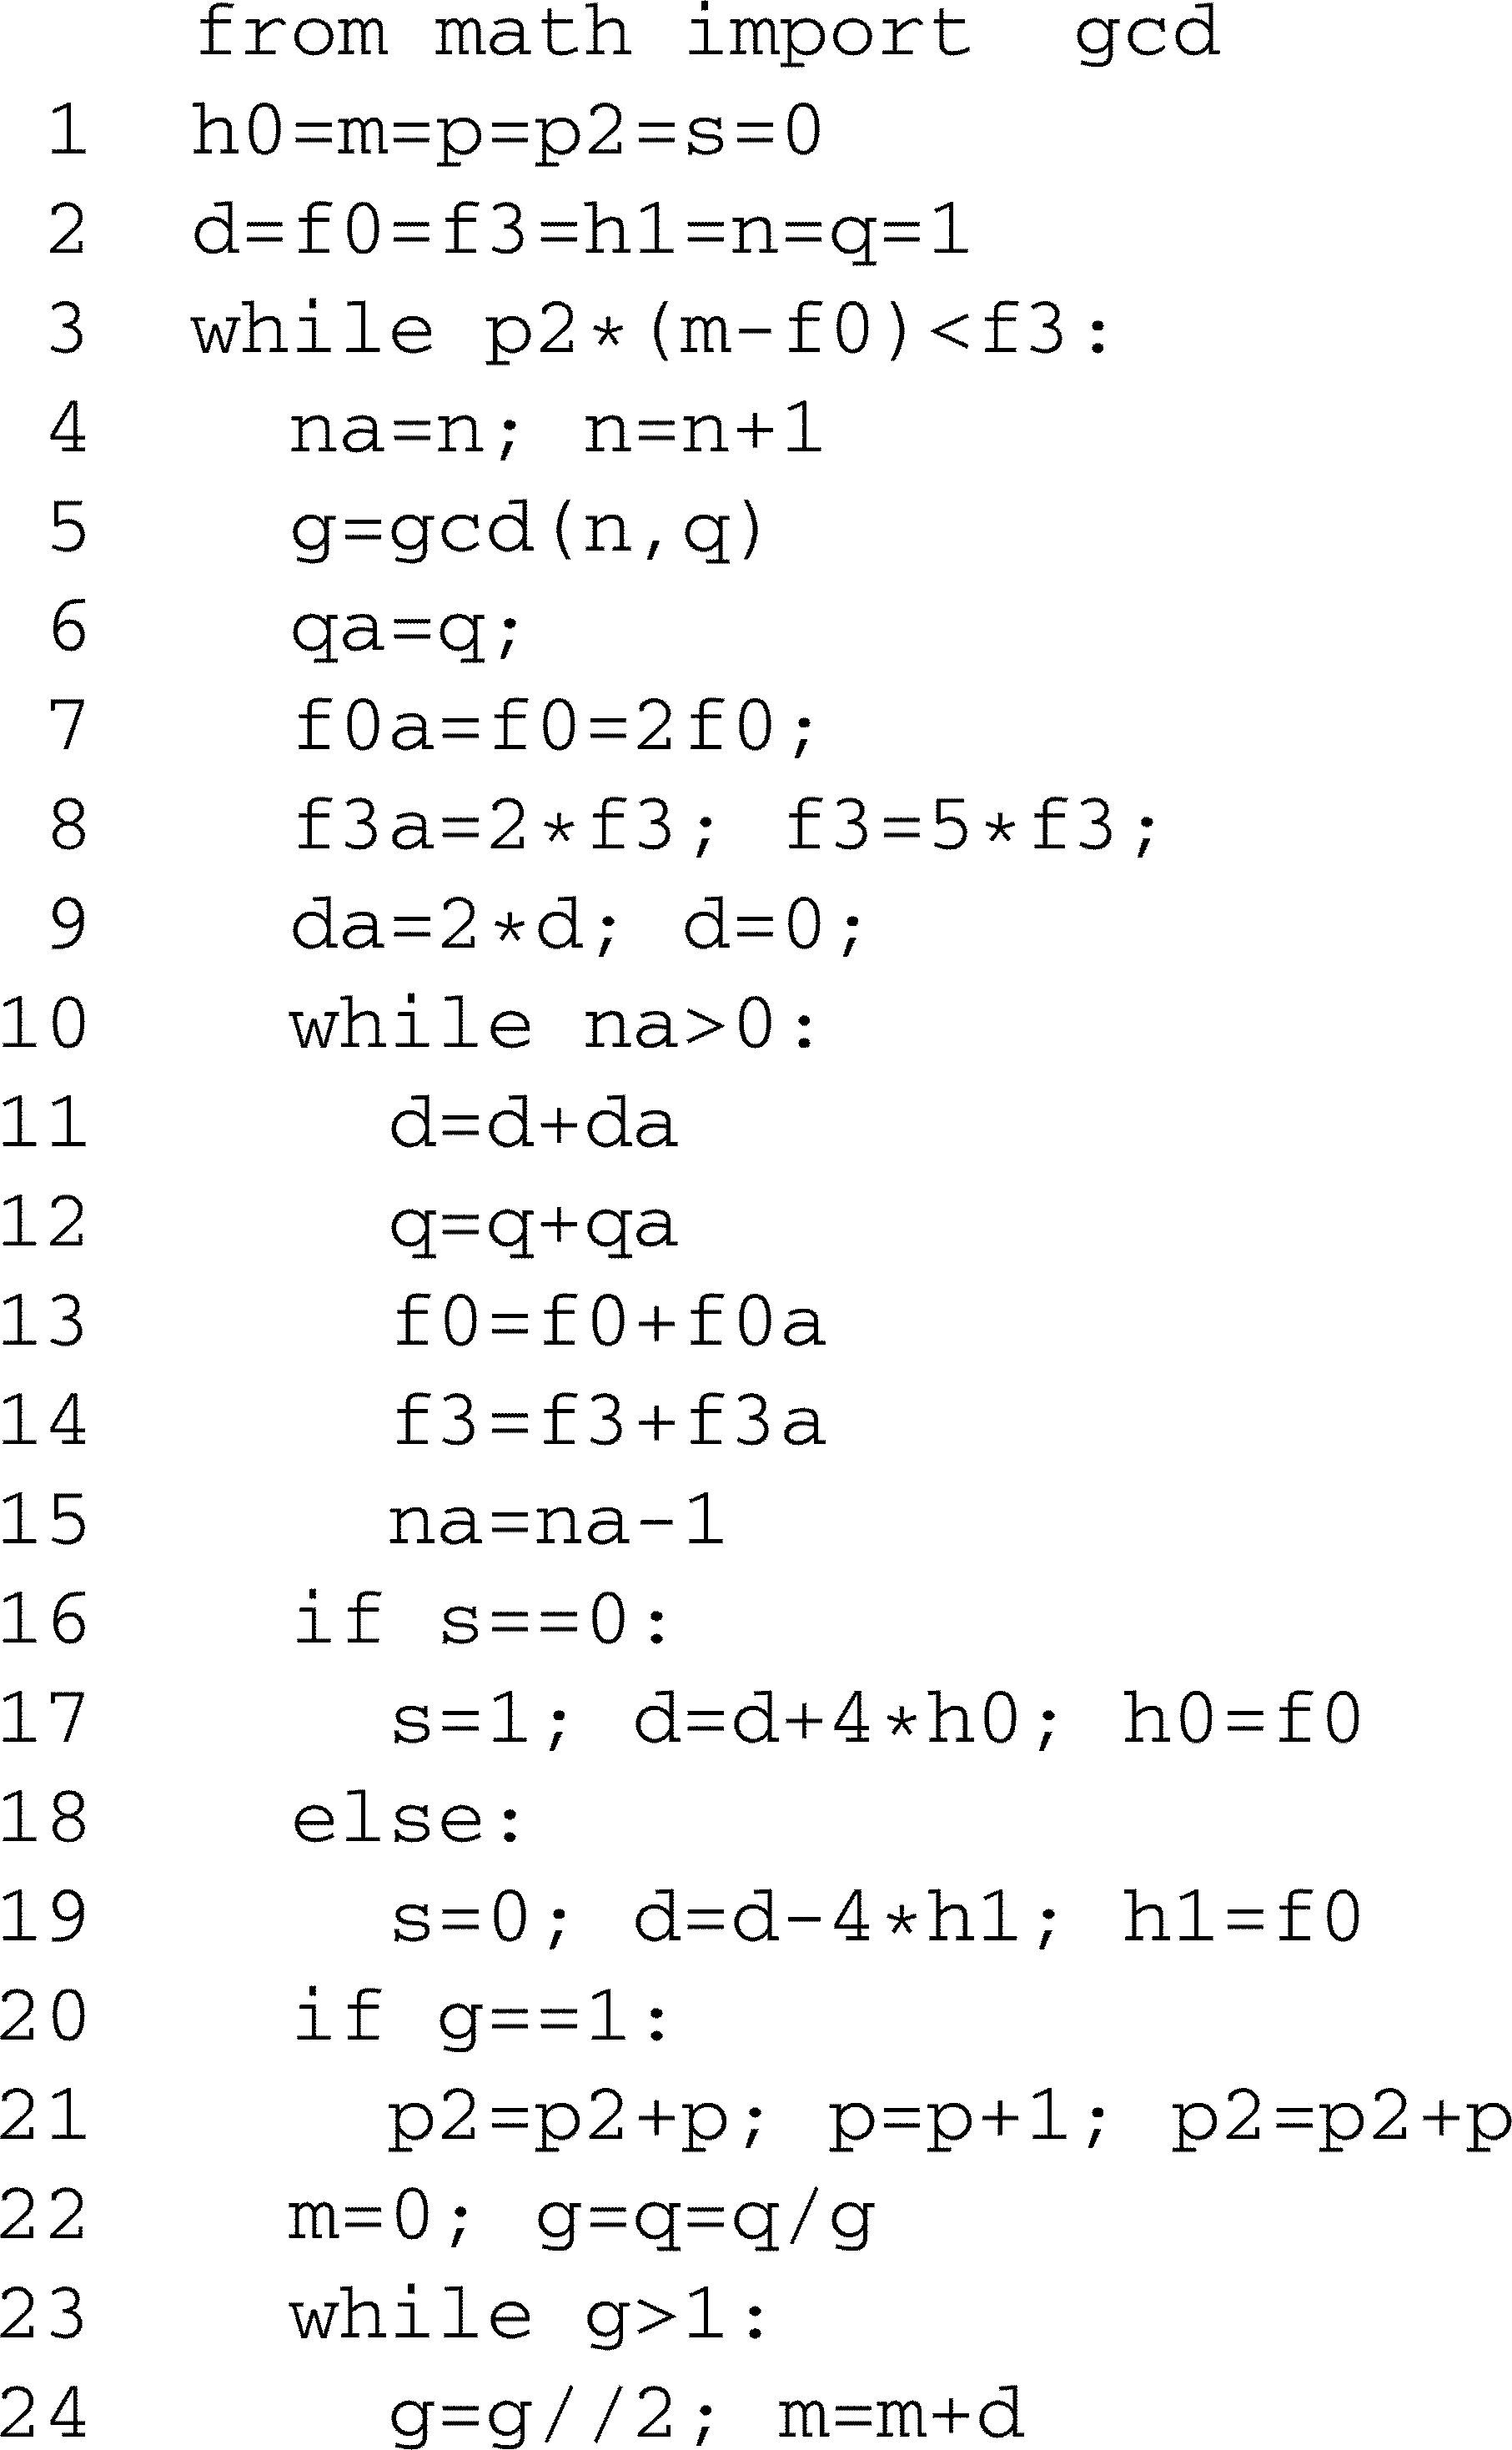 from math import  gcd
1 h0=m=p=p2=s=0
2 d=f0=f3=h1=n=q=1
3 while p2*(m-f0)<f3:
4 na=n; n=n+1
5 g=gcd(n,q)
6 qa=q;
7 f0a=f0=2f0;
8 f3a=2*f3; f3=5*f3;
9 da=2*d; d=0;
10 while na>0:
11 d=d+da
12 q=q+qa
13 f0=f0+f0a
14 f3=f3+f3a
15 na=na-1
16 if s==0:
17 s=1; d=d+4*h0; h0=f0
18 else:
19 s=0; d=d-4*h1; h1=f0
20 if g==1:
21 p2=p2+p; p=p+1; p2=p2+p
22 m=0; g=q=q/g
23 while g>1:
24 g=g//2; m=m+d